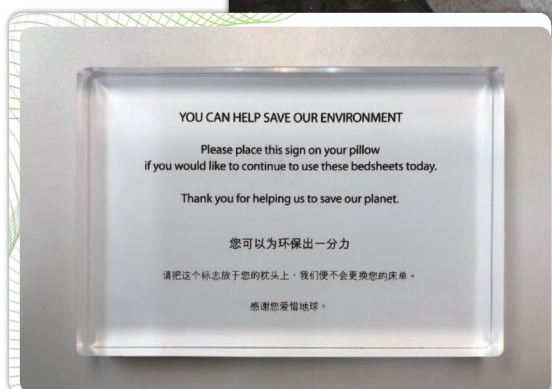 YOU CAN HELP SAVE OUR ENVIRONMENT
Please place this sign on your pillow
if you would like to continue to use these bedsheets today.
Thank you for helping us to save our planet.
您可以为环保出一分力
请把这个标志放于您的枕头上，我们便不会更换您的床单。
感谢您爱惜地球。